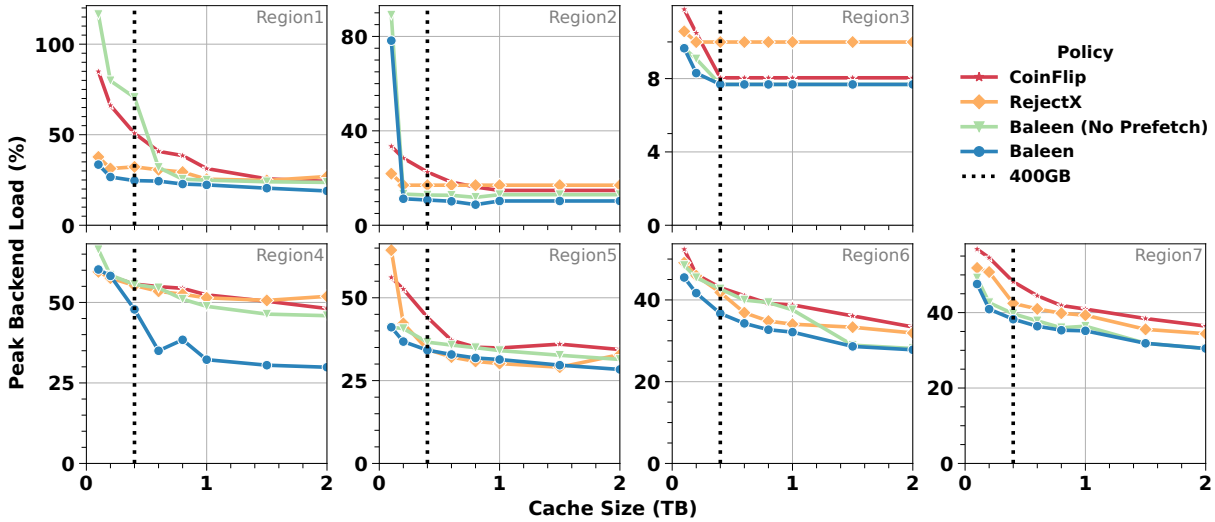 Region1
Region2
Region3
100
50
0
80
40
0
8
4
0
Policy
CoinFlip
RejectX
Baleen (No Prefetch)
Baleen
400GB
Peak Backend Load (%)
Region4
Region5
Region6
Region7
50
25
0
50
25
0
40
20
0
40
20
0
0
1
2
0
1
2
0
1
2
0
1
2
Cache Size (TB)